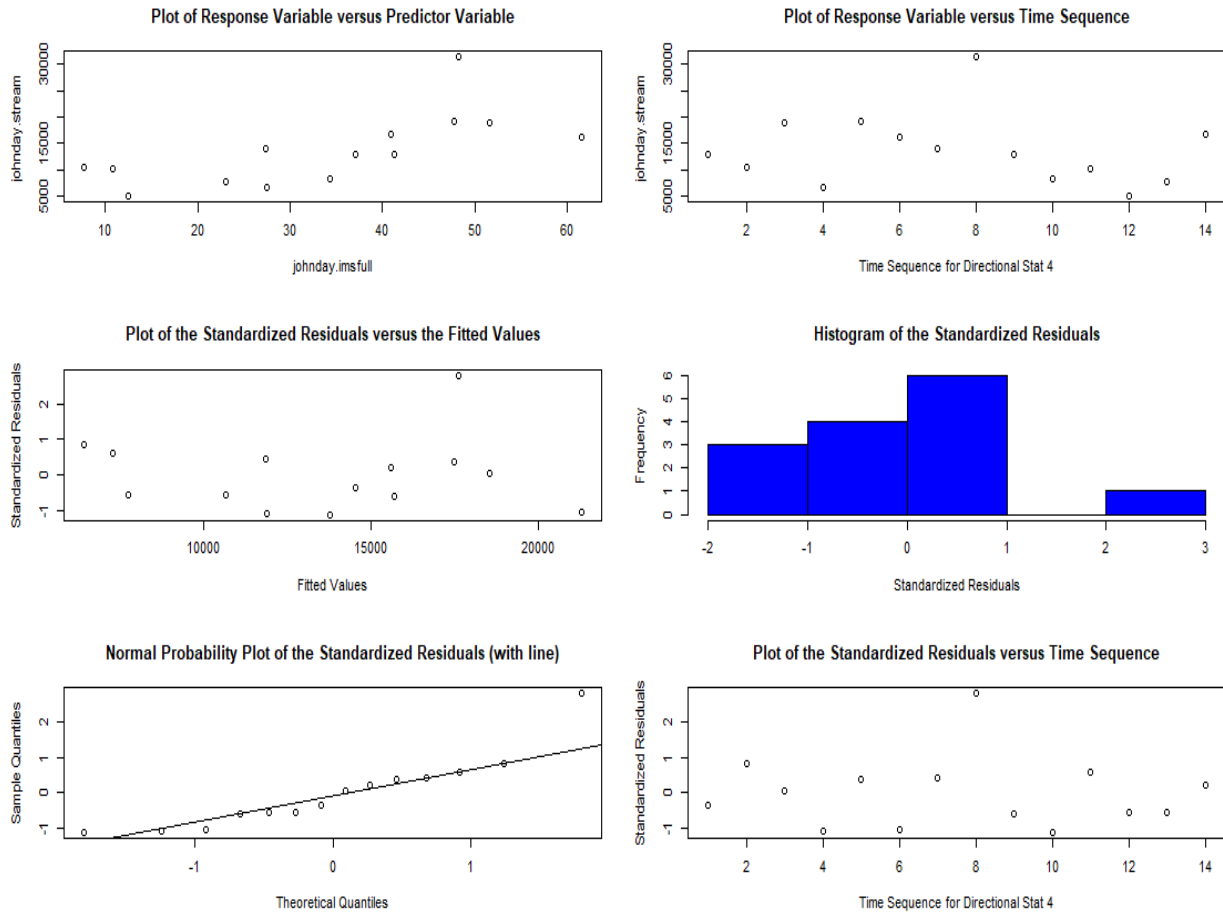 Plot of Response Variable versus Predictor Variable
johnday.stream
5000 15000 30000
10 20 30 40 50 60
johnday.imsfull
Plot of Response Variable versus Time Sequence
johnday.stream
5000 15000 30000
2 4 6 8 10 12 14
Time Sequence for Directional Stat 4
Plot of the Standardized Residuals versus the Fitted Values
Standardized Residuals
-1 0 1 2
10000 15000 20000
Fitted Values
Histogram of the Standardized Residuals
Frequency
0 1 2 3 4 5 6
-2 -1 0 1 2 3
Standardized Residuals
Normal Probability Plot of the Standardized Residuals (with line)
Sample Quantiles
-1 0 1 2
-1 0 1
Theoretical Quantiles
Plot of the Standardized Residuals versus Time Sequence
Standardized Residuals
-1 0 1 2
2 4 6 8 10 12 14
Time Sequence for Directional Stat 4